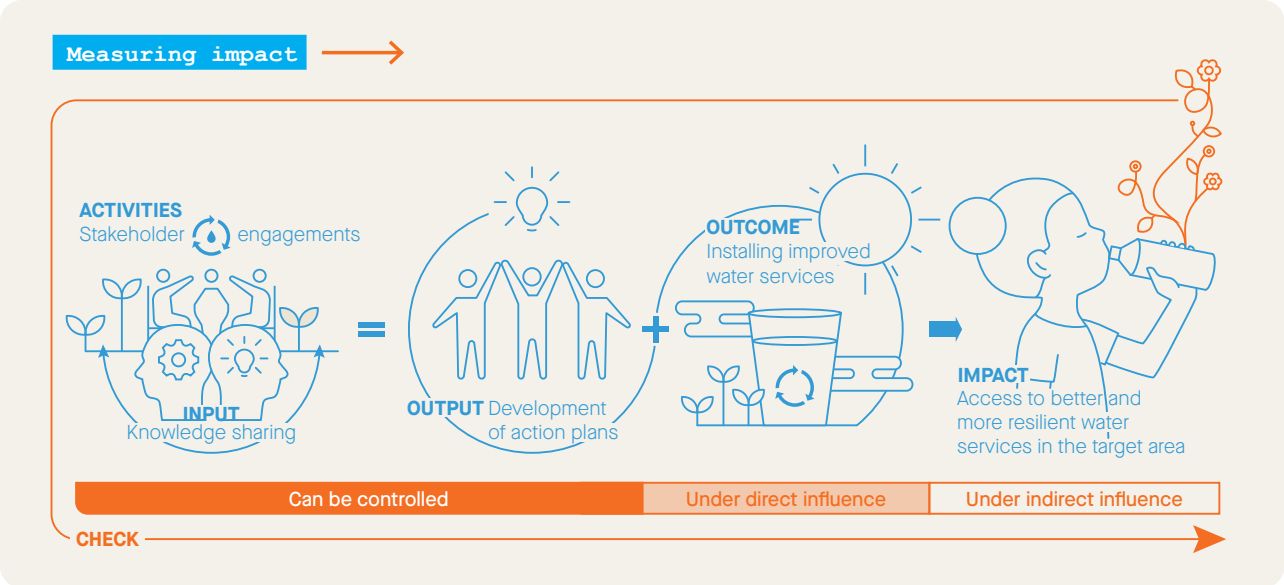 Measuring impact
ACTIVITIES
Stakeholder engagements
INPUT
Knowledge sharing
OUTPUT Development
of action plans
OUTCOME
Installing improved
water services
IMPACT
Access to better and
more resilient water
services in the target area
Can be controlled
Under direct influence
Under indirect influence
CHECK